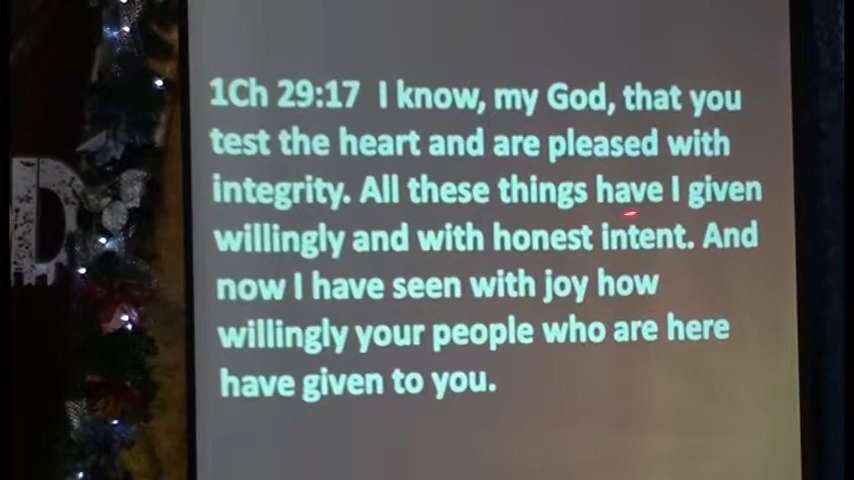 1Ch 29:17 I know, my God, that you
test the heart and are pleased with
integrity. All these things have I given
willingly and with honest intent. And
now I have seen with joy how
willingly your people who are here
have given to you.
D